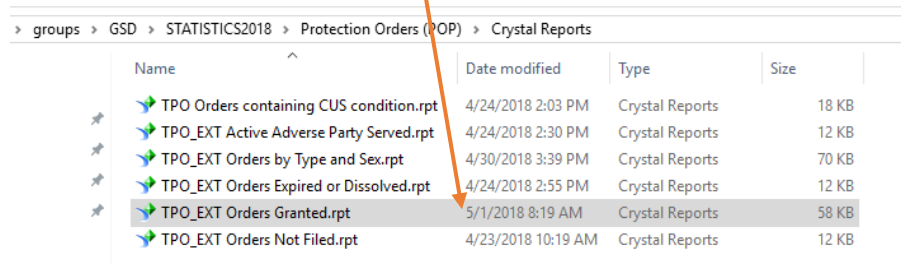 > groups > GSD > STATISTICS2018 > Protection Orders (POP) > Crystal Reports
Name Date modified Type Size
TPO Orders containing CUS condition.rpt 4/24/2018 2:03 PM Crystal Reports 18 KB
TPO_EXT Active Adverse Party Served.rpt 4/24/2018 2:30 PM Crystal Reports 12 KB
TPO_EXT Orders by Type and Sex.rpt 4/30/2018 3:39 PM Crystal Reports 70 KB
TPO_EXT Orders Expired or Dissolved.rpt 4/24/2018 2:55 PM Crystal Reports 12 KB
TPO_EXT Orders Granted.rpt 5/1/2018 8:19 AM Crystal Reports 58 KB
TPO_EXT Orders Not Filed.rpt 4/23/2018 10:19 AM Crystal Reports 12 KB